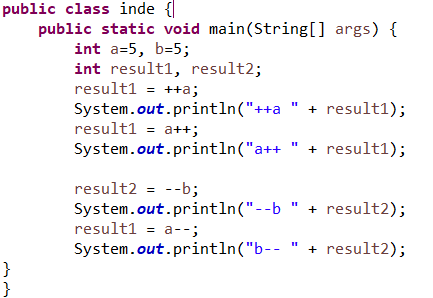 public class inde {
public static void main(String[] args) {
int a=5, b=5;
int result1, result2;
result1 = ++a;
System.out.println("++a " + result1);
result1 = a++;
System.out.println("a++ " + result1);
result2 = --b;
System.out.println("--b " + result2);
result1 = a--;
System.out.println("b-- " + result2);
}
}